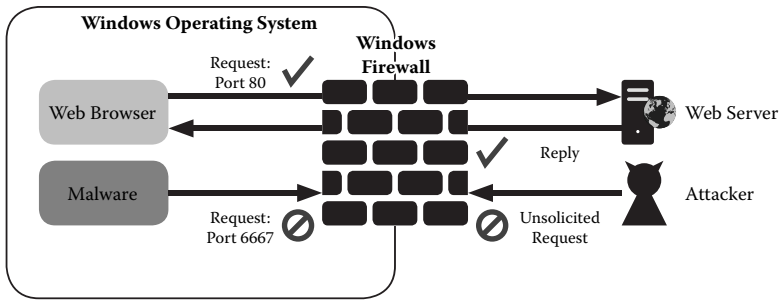 Windows Operating System
Windows
Firewall
Request:
Port 80
Web Browser
Web Server
Reply
Malware
Attacker
Request:
Port 6667
Unsolicited
Request